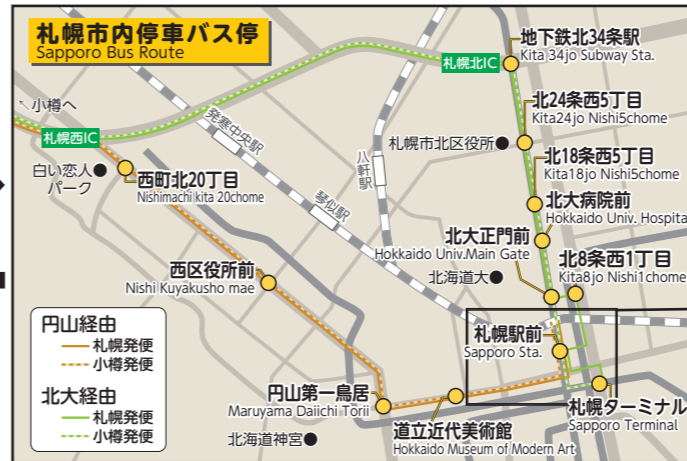 札幌市内停車バス停
Sapporo Bus Route
地下鉄北34条駅
Kita 34jo Subway Sta.
札幌北IC
↖小樽へ
札幌西IC
発寒中央駅
八軒駅
琴似駅
札幌市北区役所●
北24条西5丁目
Kita24jo Nishi5chome
北18条西5丁目
Kita18jo Nishi5chome
白い恋人●
パーク
西町北20丁目
Nishimachi kita 20chome
北大病院前
Hokkaido Univ. Hospita
北大正門前
Hokkaido Univ.Main Gate
北海道大●
北8条西1丁目
Kita8jo Nishi1chome
西区役所前
Nishi Kuyakusho mae
札幌駅前
Sapporo Sta.
円山経由
札幌発便
小樽発便
北大経由
札幌発便
小樽発便
円山第一鳥居
Maruyama Daiichi Torii
北海道神宮●
道立近代美術館
Hokkaido Museum of Modern Art
札幌ターミナル
Sapporo Terminal